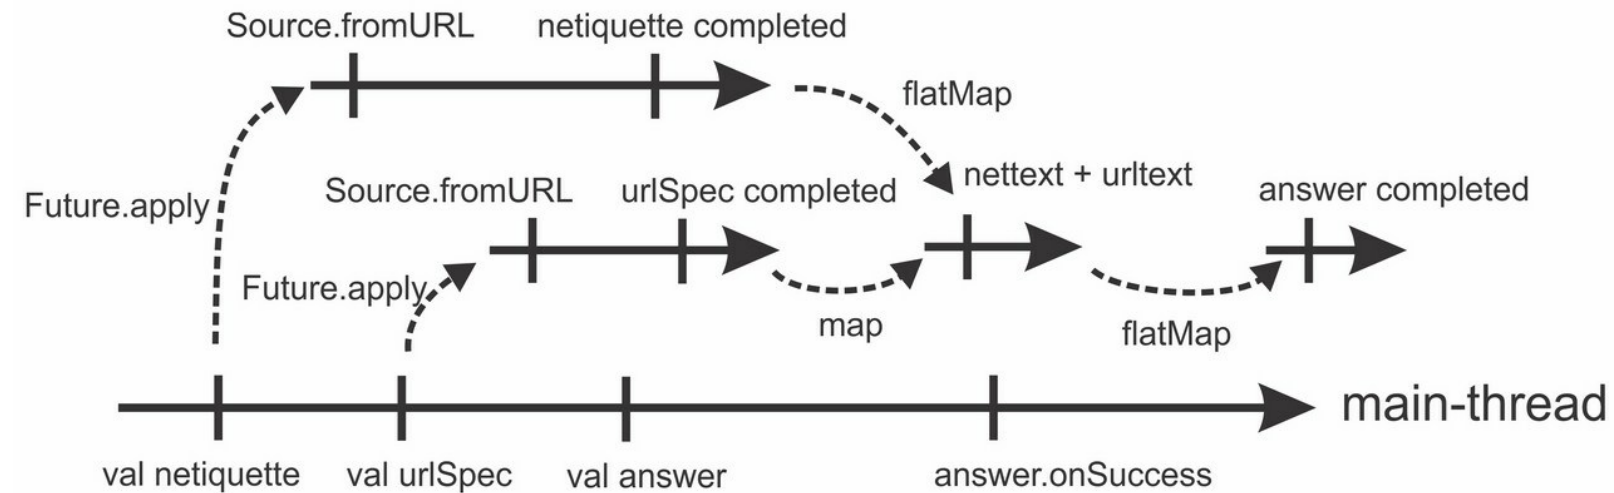 Source.fromURL
netiquette completed
flatMap
nettext + urltext
Future.apply
Source.fromURL
urlSpec completed
answer completed
Future.apply
map
flatMap
main-thread
val netiquette
val urlSpec
val answer
answer.onSuccess